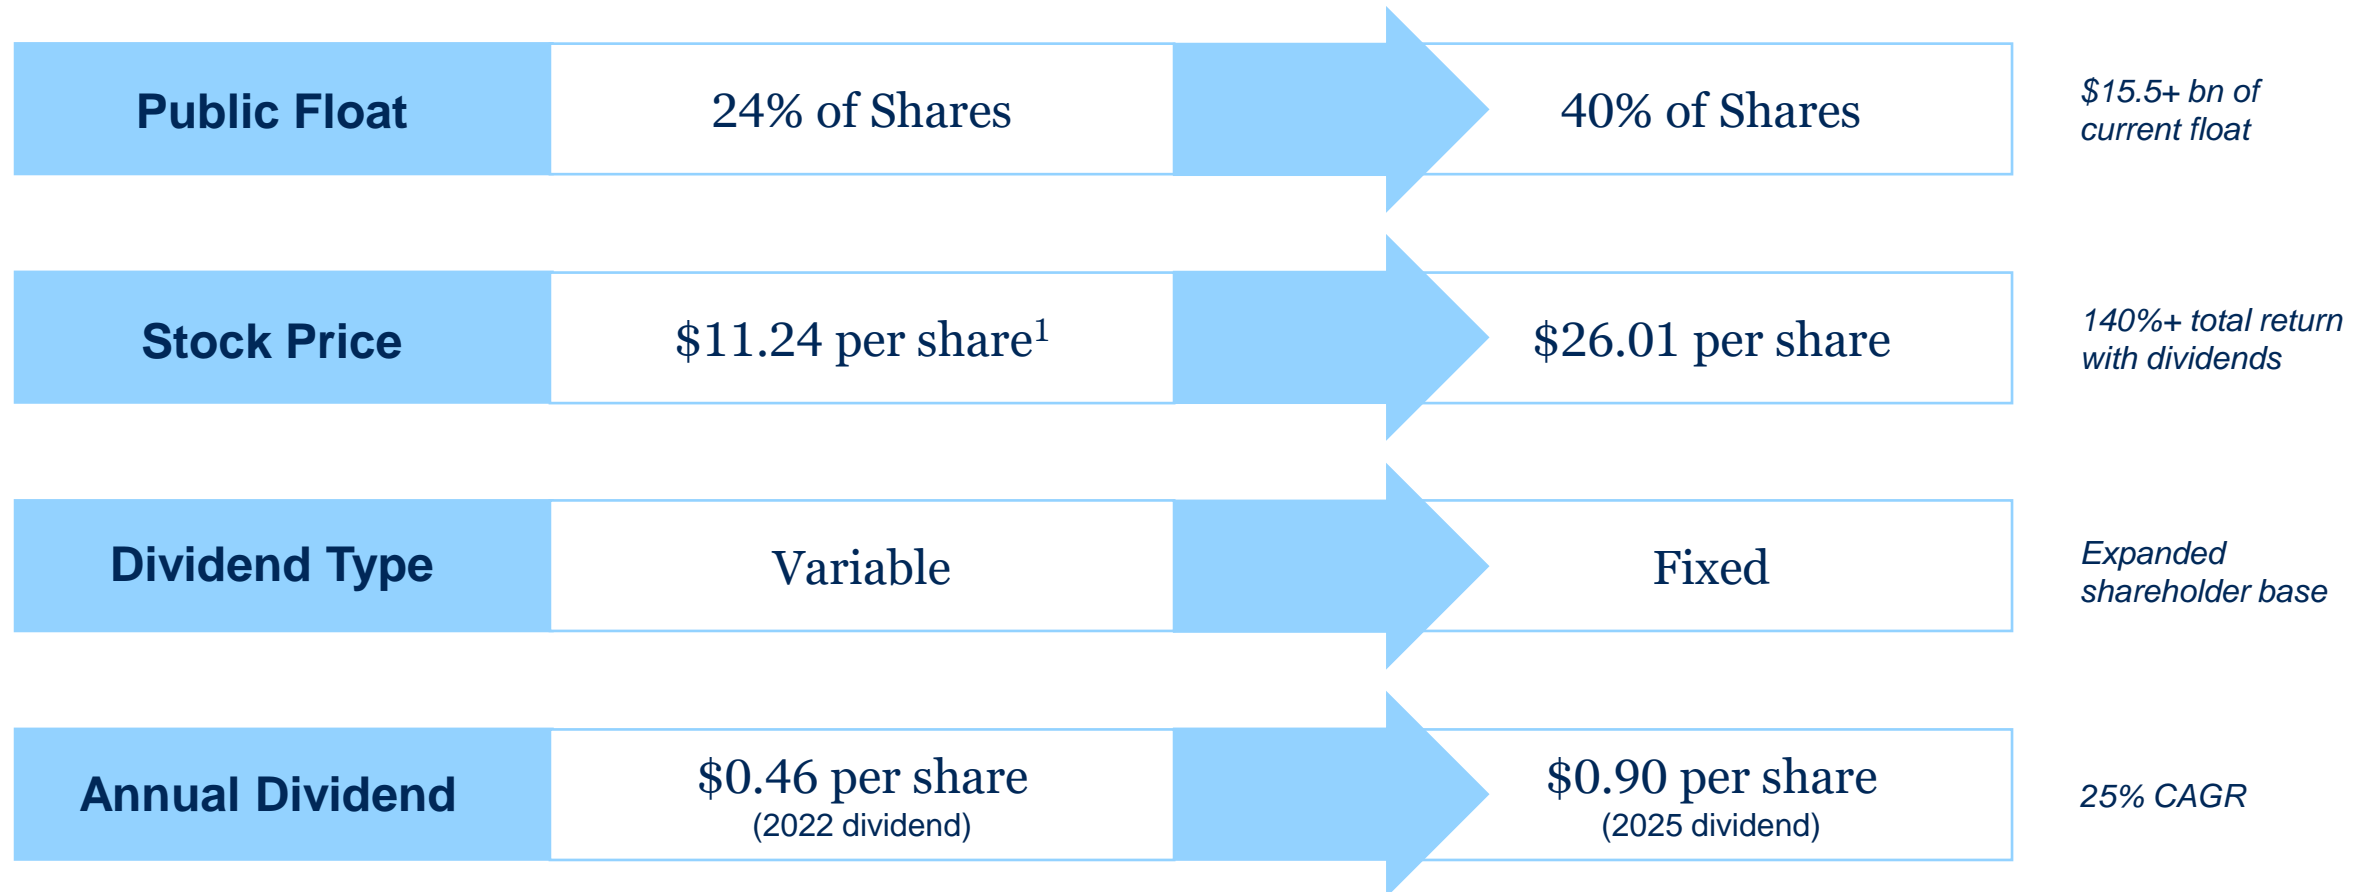 Public Float
24% of Shares
40% of Shares
$15.5+ bn of
current float
Stock Price
$11.24 per share¹
$26.01 per share
140%+ total return
with dividends
Dividend Type
Variable
Fixed
Expanded
shareholder base
Annual Dividend
$0.46 per share
(2022 dividend)
$0.90 per share
(2025 dividend)
25% CAGR